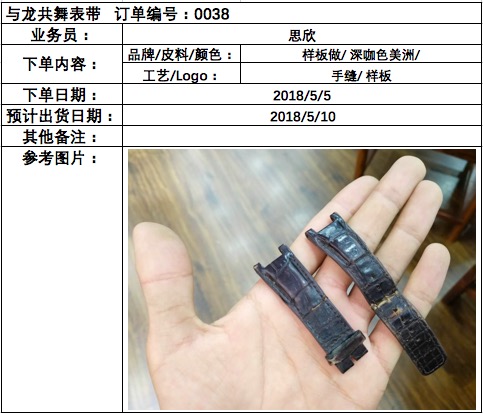 与龙共舞表带 订单编号：0038
业务员： 思欣
下单内容： 品牌/皮料/颜色： 样板做/ 深咖色美洲/
工艺/Logo： 手缝/ 样板
下单日期： 2018/5/5
预计出货日期： 2018/5/10
其他备注：
参考图片：